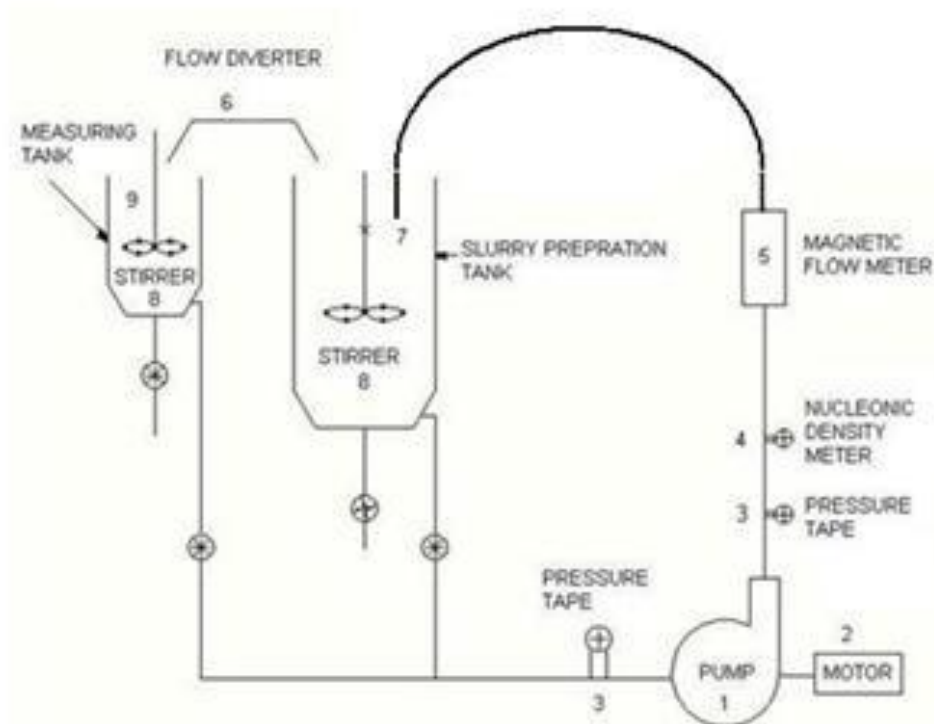 FLOW DIVERTER
6
MEASURING
TANK
9
STIRRER
8
7
SLURRY PREPRATION
TANK
STIRRER
8
5
MAGNETIC
FLOW METER
4
NUCLEONIC
DENSITY
METER
3
PRESSURE
TAPE
PRESSURE
TAPE
3
PUMP
1
2
MOTOR